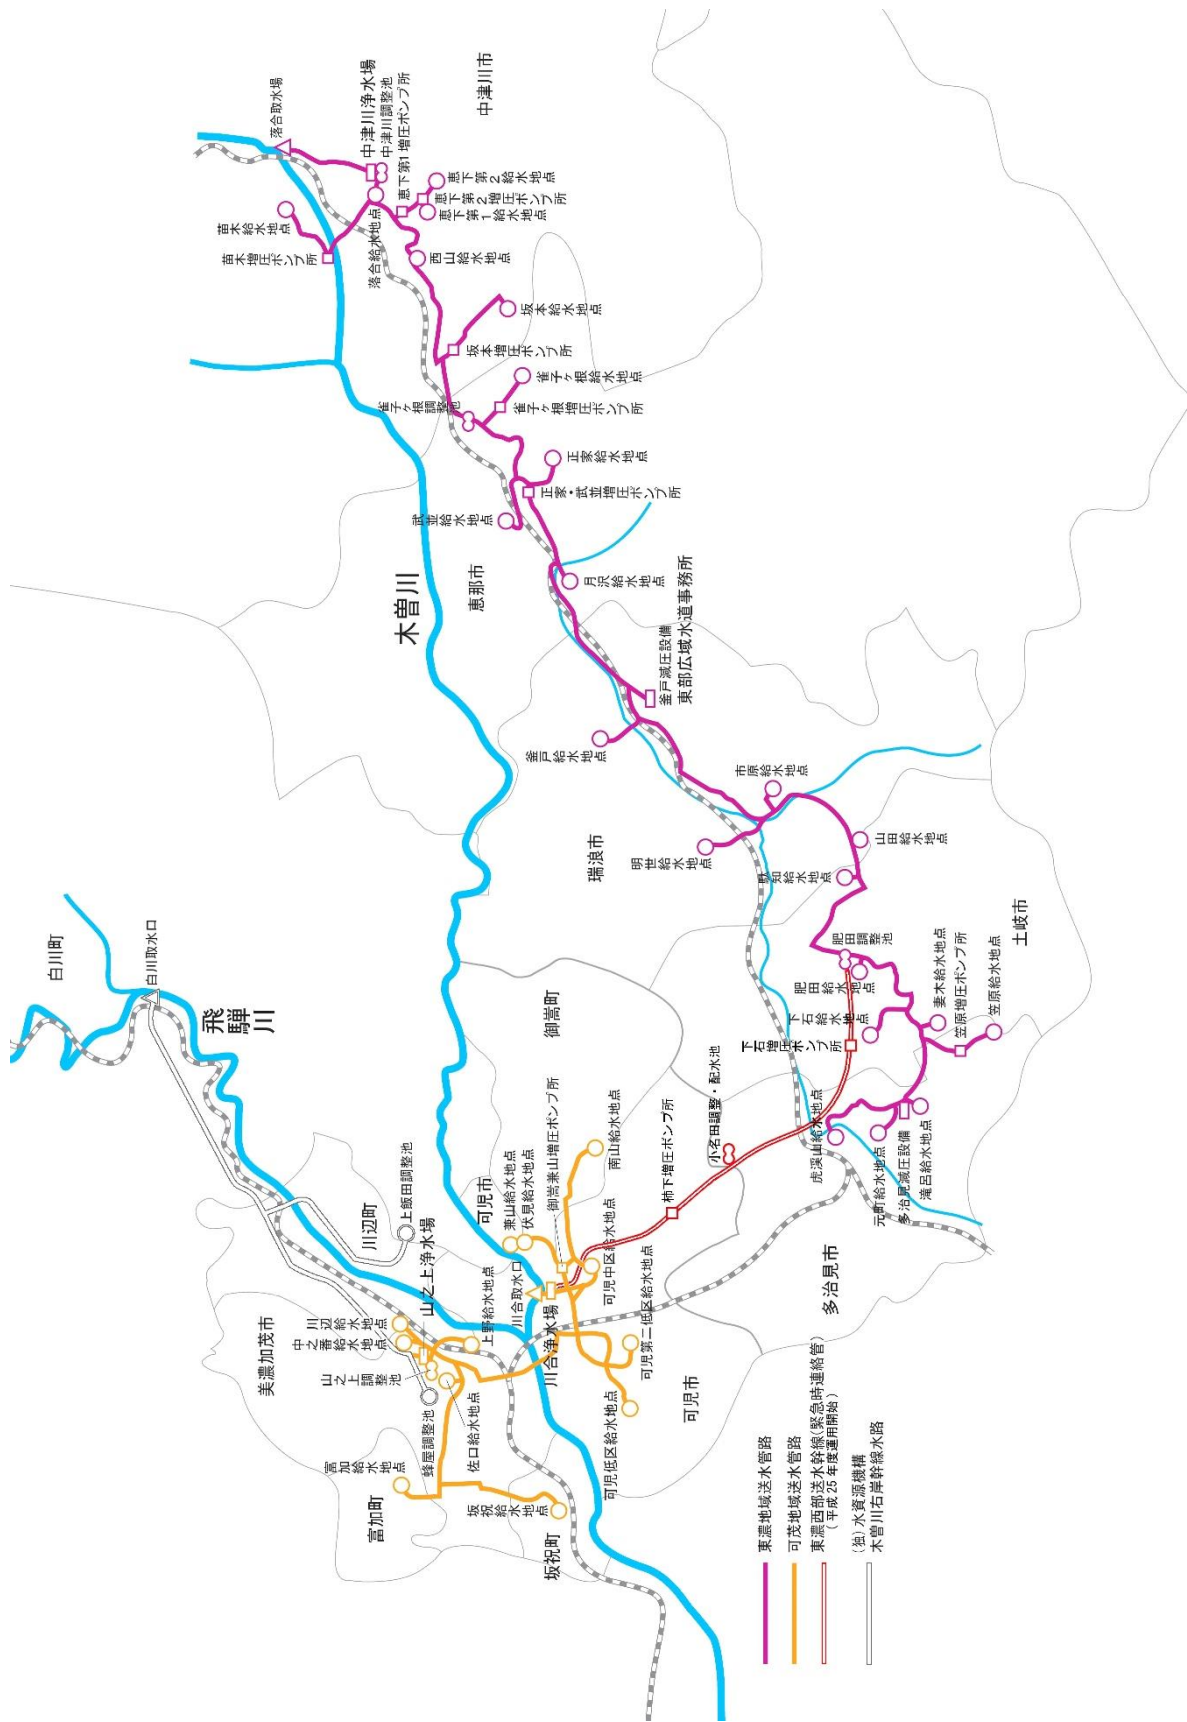 落合取水場
中津川浄水場
中津川調整池
恵下第1増圧ポンプ所
中津川市
恵下第2給水地点
恵下第2増圧ポンプ所
恵下第1給水地点
苗木給水地点
苗木増圧ポンプ所
落合給水地点
西山給水地点
坂本給水地点
坂本増圧ポンプ所
雀子ヶ根給水地点
雀子ヶ根調整池
雀子ヶ根増圧ポンプ所
正家給水地点
正家・武並増圧ポンプ所
武並給水地点
恵那市
木曽川
月沢給水地点
釜戸減圧設備
東部広域水道事務所
釜戸給水地点
市原給水地点
瑞浪市
明世給水地点
山田給水地点
駄知給水地点
白川町
白川取水口
飛騨川
肥田調整池
肥田給水地点
土岐市
妻木給水地点
笠原増圧ポンプ所
笠原給水地点
下石給水地点
下石増圧ポンプ所
御嵩町
御嵩兼山増圧ポンプ所
南山給水地点
小名田調整・配水池
柿下増圧ポンプ所
虎渓山給水地点
元町給水地点
多治見減圧設備
滝呂給水地点
川辺町
上飯田調整池
可児市
兼山給水地点
伏見給水地点
川合取水口
川合浄水場
可児中区給水地点
可児第二低区給水地点
可児低区給水地点
可児市
多治見市
美濃加茂市
川辺給水地点
中之番給水地点
山之上浄水場
山之上調整池
上野給水地点
蜂屋調整池
佐口給水地点
富加給水地点
富加町
坂祝給水地点
坂祝町
東濃地域送水管路
可茂地域送水管路
東濃西部送水幹線(緊急時連絡管)
(平成25年度運用開始)
(独)水資源機構
木曽川右岸幹線水路